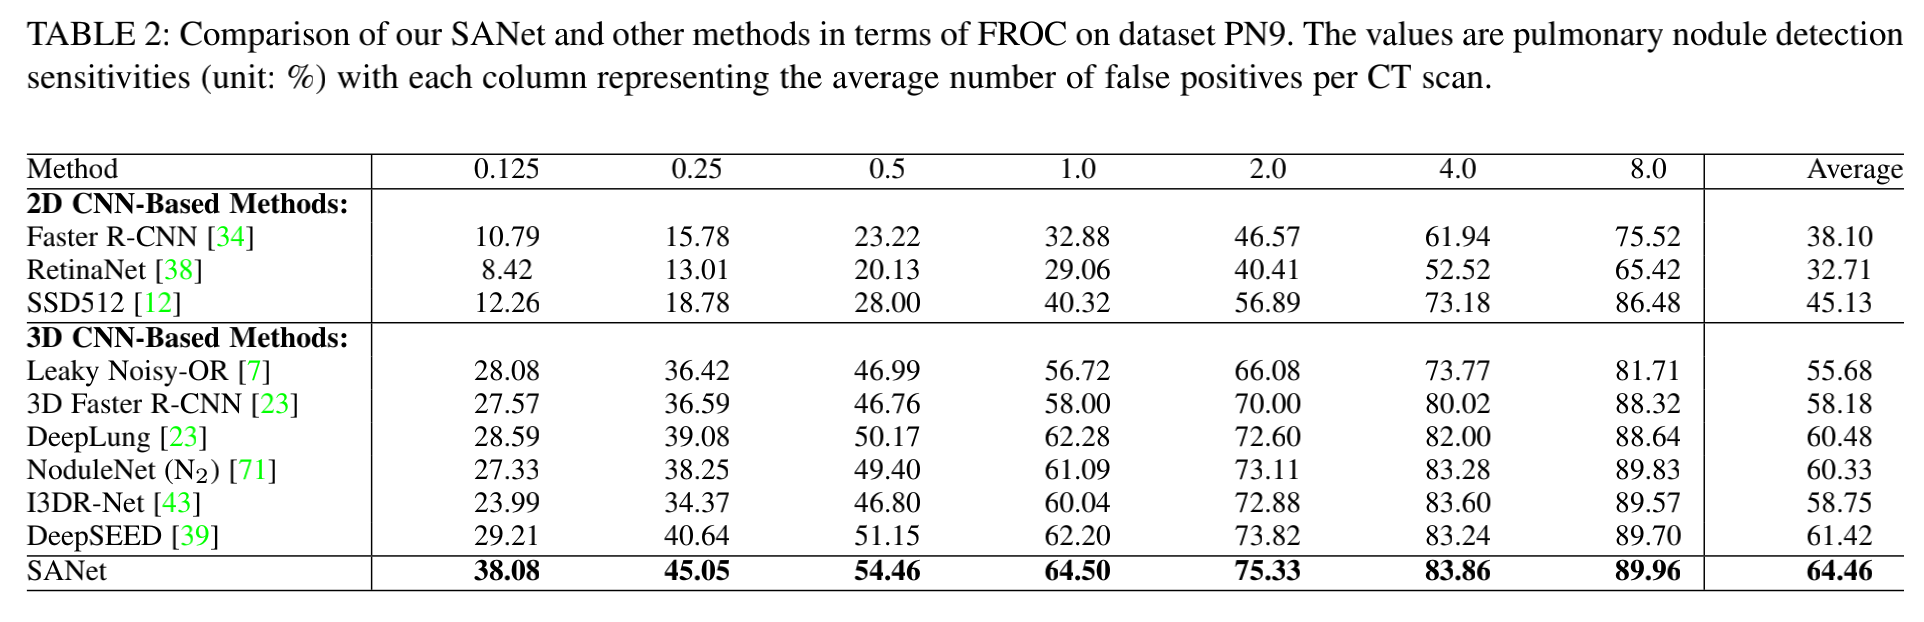 TABLE 2: Comparison of our SANet and other methods in terms of FROC on dataset PN9. The values are pulmonary nodule detection
sensitivities (unit: %) with each column representing the average number of false positives per CT scan.
Method 0.125 0.25 0.5 1.0 2.0 4.0 8.0 Average
2D CNN-Based Methods:
Faster R-CNN [34] 10.79 15.78 23.22 32.88 46.57 61.94 75.52 38.10
RetinaNet [38] 8.42 13.01 20.13 29.06 40.41 52.52 65.42 32.71
SSD512 [12] 12.26 18.78 28.00 40.32 56.89 73.18 86.48 45.13
3D CNN-Based Methods:
Leaky Noisy-OR [7] 28.08 36.42 46.99 56.72 66.08 73.77 81.71 55.68
3D Faster R-CNN [23] 27.57 36.59 46.76 58.00 70.00 80.02 88.32 58.18
DeepLung [23] 28.59 39.08 50.17 62.28 72.60 82.00 88.64 60.48
NoduleNet (N₂) [71] 27.33 38.25 49.40 61.09 73.11 83.28 89.83 60.33
I3DR-Net [43] 23.99 34.37 46.80 60.04 72.88 83.60 89.57 58.75
DeepSEED [39] 29.21 40.64 51.15 62.20 73.82 83.24 89.70 61.42
SANet 38.08 45.05 54.46 64.50 75.33 83.86 89.96 64.46